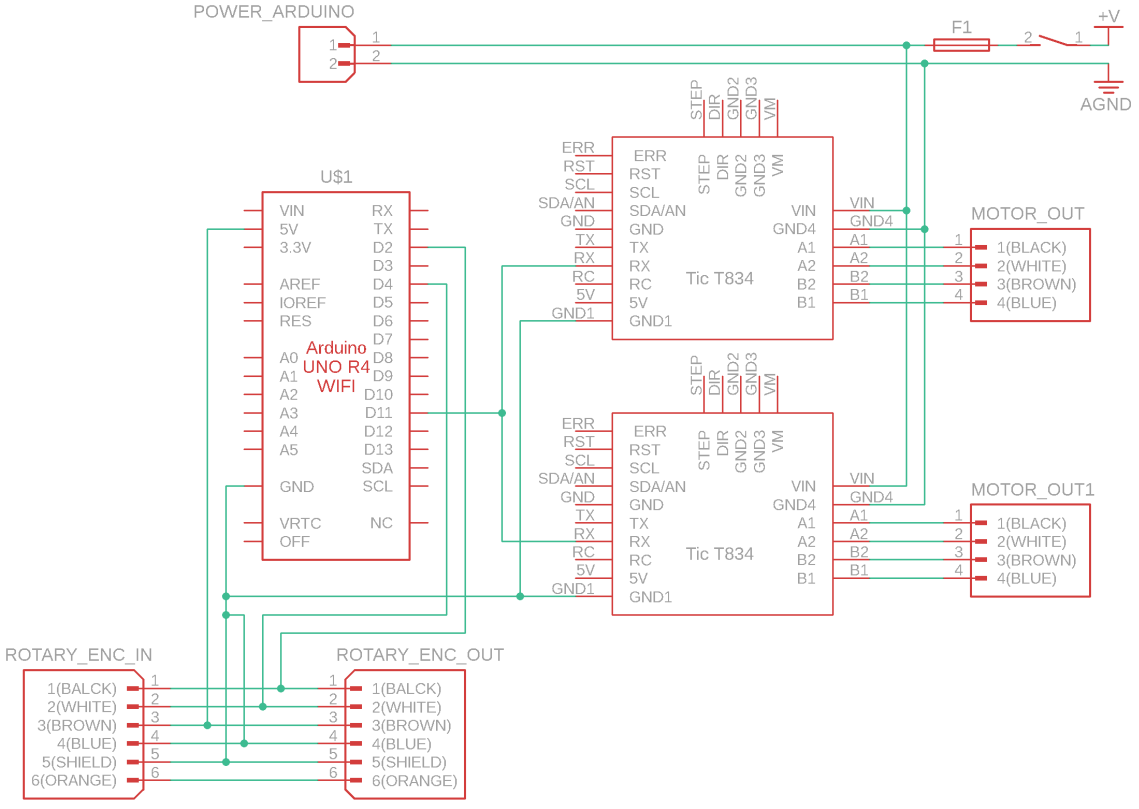 POWER_ARDUINO
1 1
2 2
F1
2 1
+V
AGND
STEP DIR GND2 GND3 VM
STEP DIR GND2 GND3 VM
ERR ERR
RST RST
SCL SCL
SDA/AN SDA/AN
GND GND
TX TX
RX RX
RC RC
5V 5V
GND1 GND1
Tic T834
VIN VIN
GND4 GND4
A1 A1
A2 A2
B2 B2
B1 B1
MOTOR_OUT
1 1(BLACK)
2 2(WHITE)
3 3(BROWN)
4 4(BLUE)
U$1
VIN RX
5V TX
3.3V D2
D3
AREF D4
IOREF D5
RES D6
D7
A0 D8
A1 D9
A2 D10
A3 D11
A4 D12
A5 D13
SDA
GND SCL
VRTC NC
OFF
Arduino
UNO R4
WIFI
STEP DIR GND2 GND3 VM
STEP DIR GND2 GND3 VM
ERR ERR
RST RST
SCL SCL
SDA/AN SDA/AN
GND GND
TX TX
RX RX
RC RC
5V 5V
GND1 GND1
Tic T834
VIN VIN
GND4 GND4
A1 A1
A2 A2
B2 B2
B1 B1
MOTOR_OUT1
1 1(BLACK)
2 2(WHITE)
3 3(BROWN)
4 4(BLUE)
ROTARY_ENC_IN
1(BALCK) 1
2(WHITE) 2
3(BROWN) 3
4(BLUE) 4
5(SHIELD) 5
6(ORANGE) 6
ROTARY_ENC_OUT
1 1(BALCK)
2 2(WHITE)
3 3(BROWN)
4 4(BLUE)
5 5(SHIELD)
6 6(ORANGE)